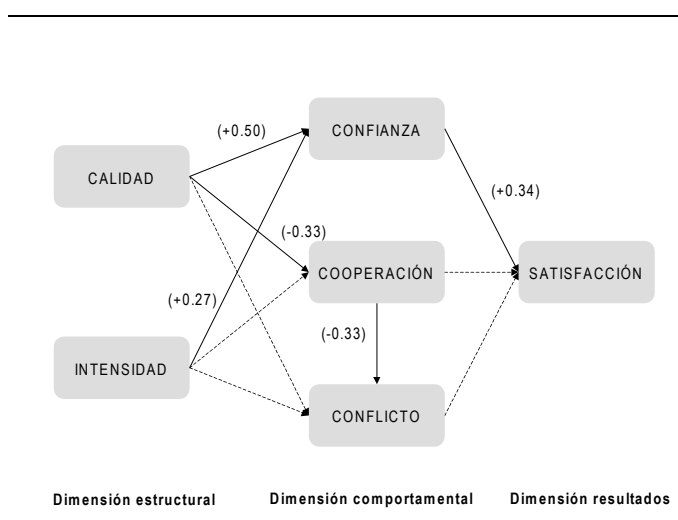 (+0.50)
CONFIANZA
CALIDAD
(+0.34)
(-0.33)
COOPERACIÓN
SATISFACCIÓN
(+0.27)
(-0.33)
INTENSIDAD
CONFLICTO
Dimensión estructural
Dimensión comportamental
Dimensión resultados